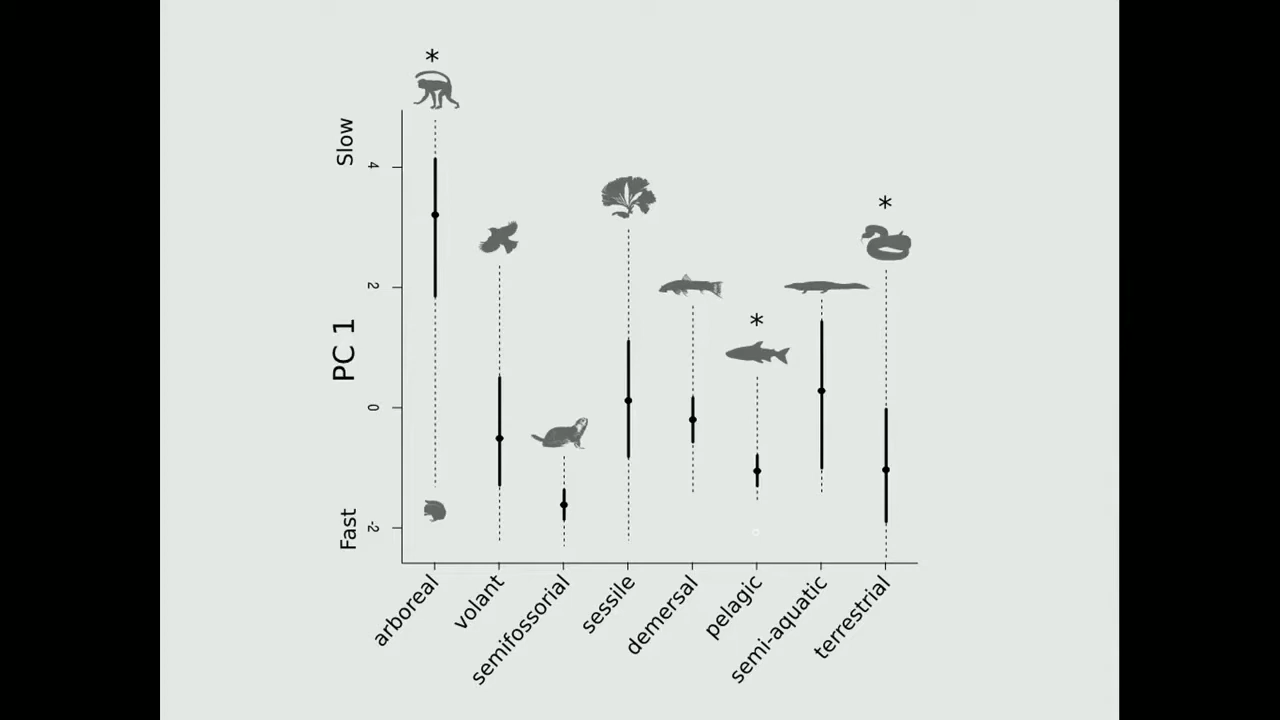 *
Slow
4
*
2
*
PC 1
0
Fast
-2
arboreal
volant
semifossorial
sessile
demersal
pelagic
semi-aquatic
terrestrial